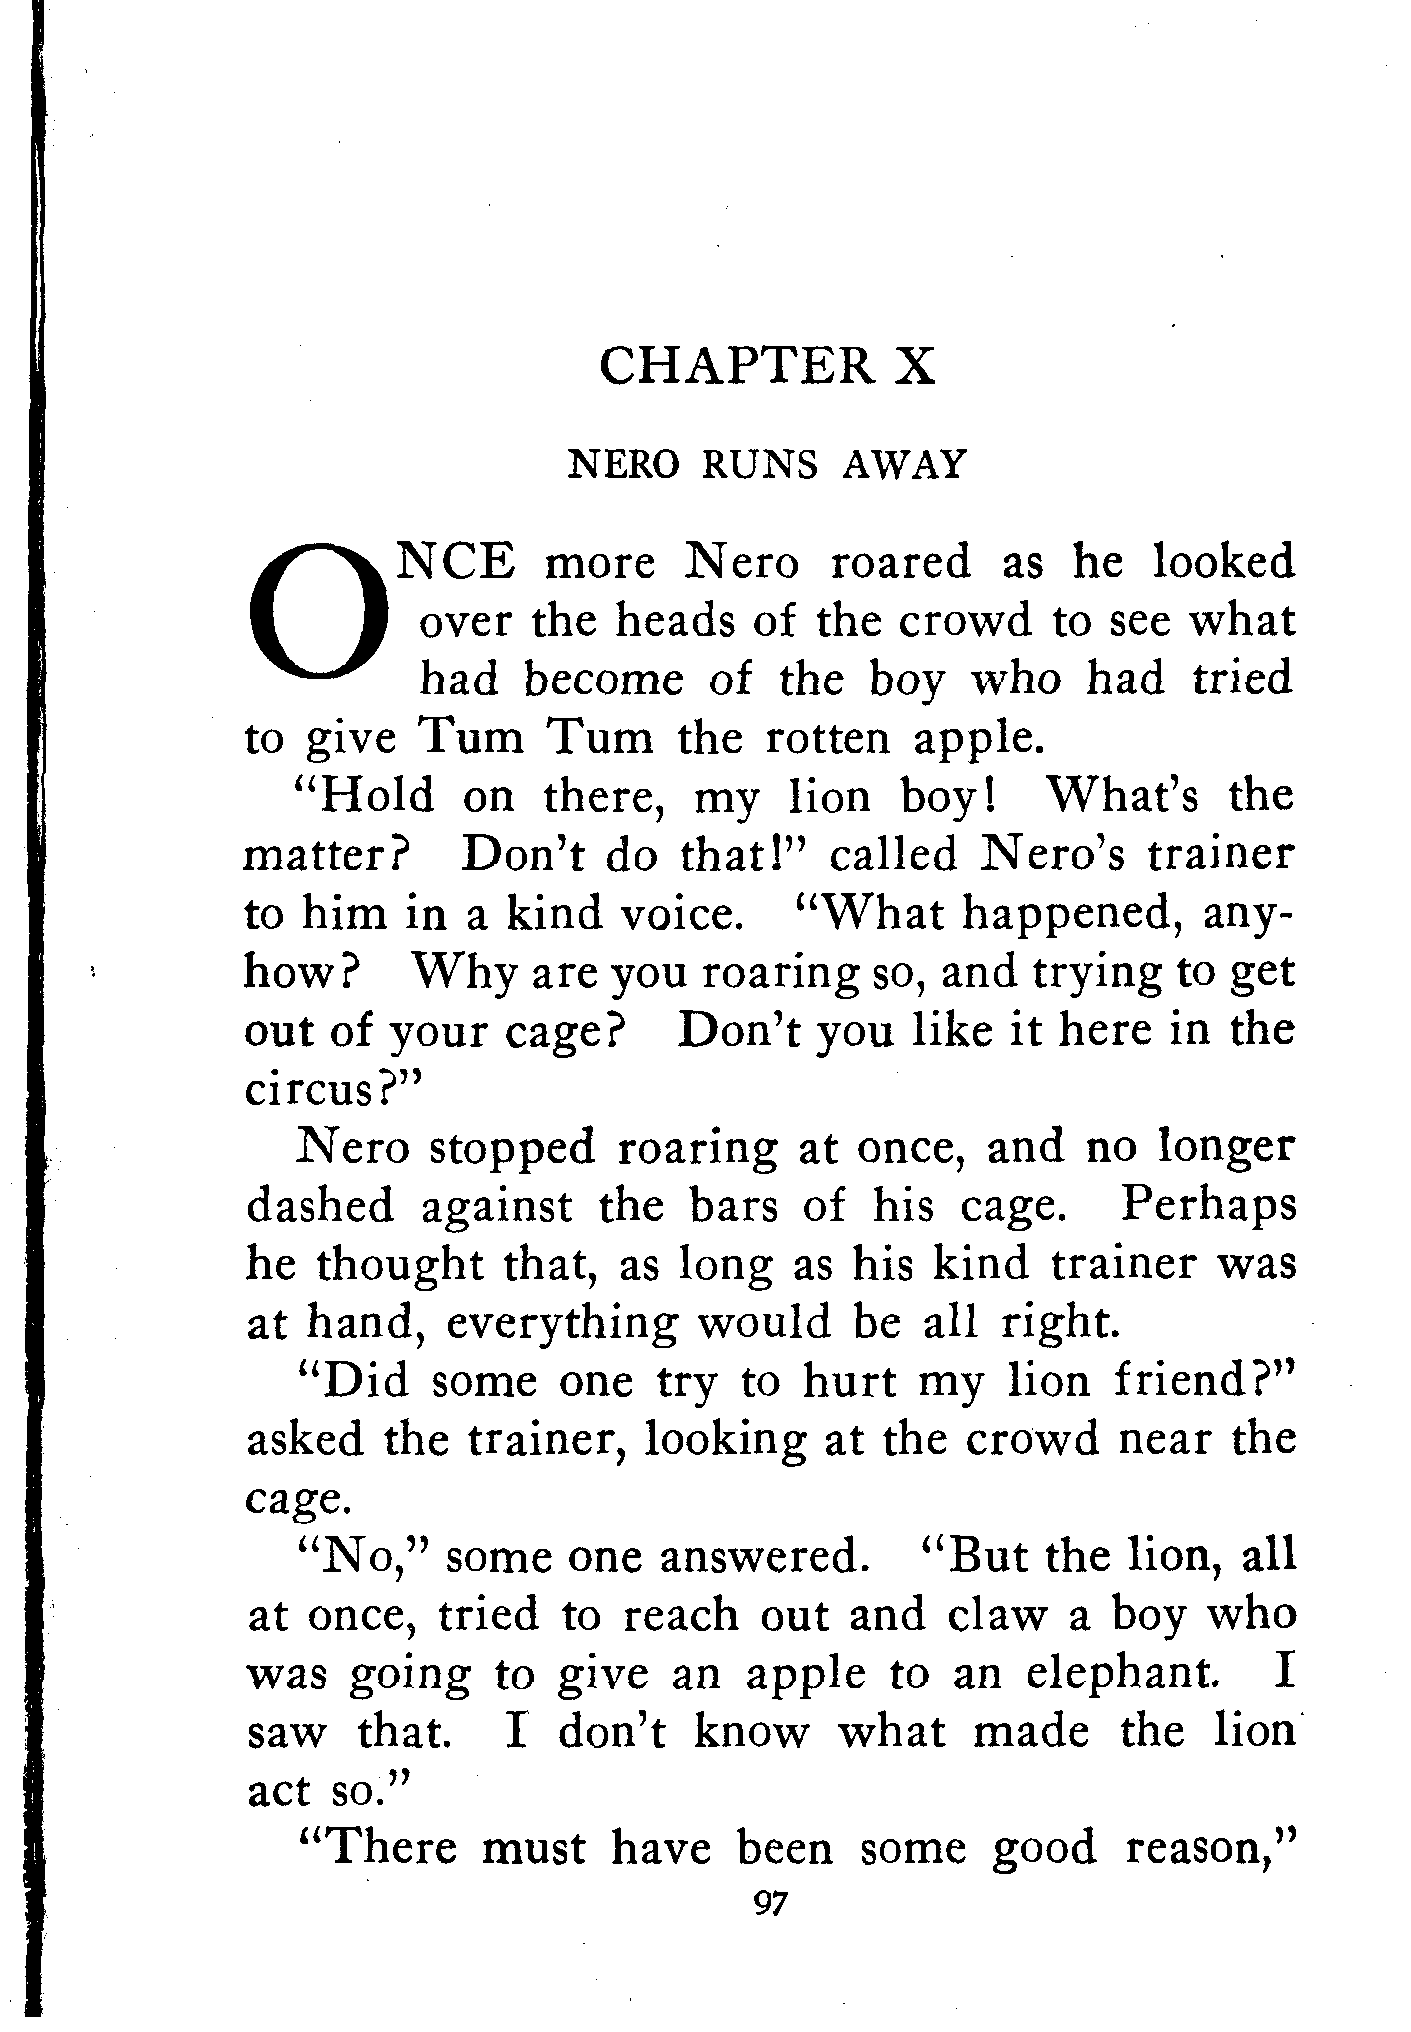 CHAPTER X
NERO RUNS AWAY
ONCE more Nero roared as he looked
over the heads of the crowd to see what
had become of the boy who had tried
to give Tum Tum the rotten apple.
“Hold on there, my lion boy! What's the
matter? Don't do that!” called Nero's trainer
to him in a kind voice. “What happened, any-
how? Why are you roaring so, and trying to get
out of your cage? Don't you like it here in the
circus?”
Nero stopped roaring at once, and no longer
dashed against the bars of his cage. Perhaps
he thought that, as long as his kind trainer was
at hand, everything would be all right.
“Did some one try to hurt my lion friend?”
asked the trainer, looking at the crowd near the
cage.
“No,” some one answered. “But the lion, all
at once, tried to reach out and claw a boy who
was going to give an apple to an elephant. I
saw that. I don't know what made the lion
act so.”
“There must have been some good reason,”
97